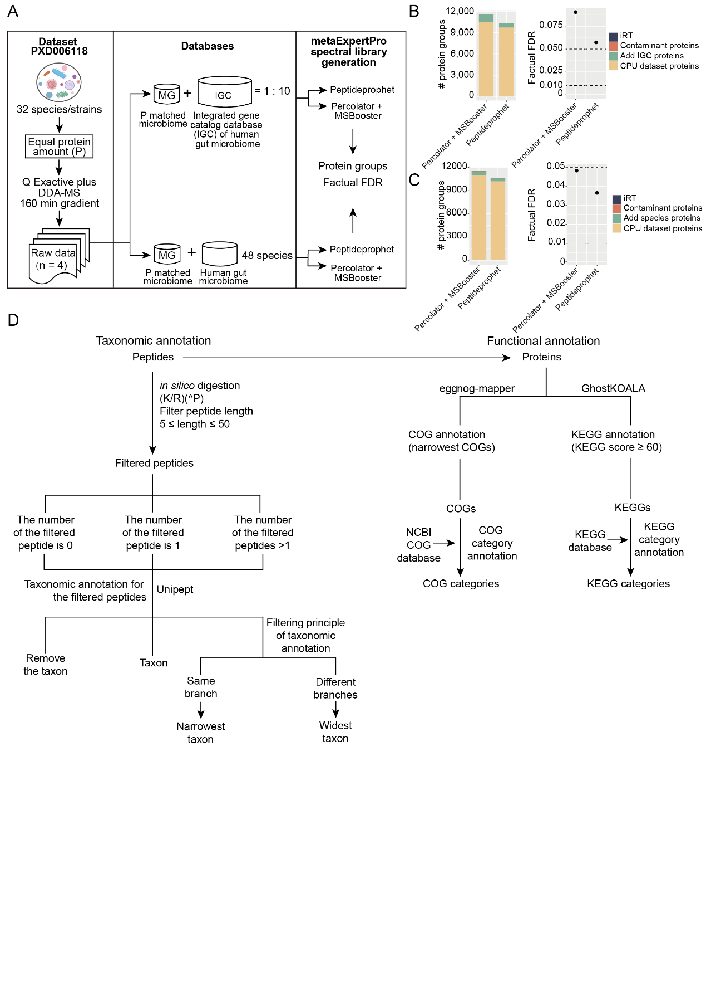 A
Dataset
PXD006118
32 species/strains
Equal protein
amount (P)
Q Exactive plus
DDA-MS
160 min gradient
Raw data
(n = 4)
Databases
MG
+
IGC
= 1 : 10
P matched
microbiome
Integrated gene
catalog database
(IGC) of human
gut microbiome
MG
+
48 species
P matched
microbiome
Human gut
microbiome
metaExpertPro
spectral library
generation
Peptideprophet
Percolator +
MSBooster
Protein groups
Factual FDR
Peptideprophet
Percolator +
MSBooster
B
# protein groups
12,000
9,000
6,000
3,000
0
Percolator + MSBooster
Peptideprophet
Factual FDR
0.075
0.050
0.025
0.010
0
Percolator + MSBooster
Peptideprophet
iRT
Contaminant proteins
Add IGC proteins
CPU dataset proteins
C
# protein groups
12000
9000
6000
3000
0
Percolator + MSBooster
Peptideprophet
Factual FDR
0.05
0.04
0.03
0.02
0.01
0
Percolator + MSBooster
Peptideprophet
iRT
Contaminant proteins
Add species proteins
CPU dataset proteins
D
Taxonomic annotation
Peptides
in silico digestion
(K/R)(^P)
Filter peptide length
5 ≤ length ≤ 50
Filtered peptides
The number
of the filtered
peptide is 0
The number
of the filtered
peptide is 1
The number
of the filtered
peptides >1
Taxonomic annotation for
the filtered peptides
Unipept
Filtering principle
of taxonomic
annotation
Remove
the taxon
Taxon
Same
branch
Different
branches
Narrowest
taxon
Widest
taxon
Functional annotation
Proteins
eggnog-mapper
GhostKOALA
COG annotation
(narrowest COGs)
KEGG annotation
(KEGG score ≥ 60)
COGs
KEGGs
NCBI
COG
database
COG
category
annotation
KEGG
database
KEGG
category
annotation
COG categories
KEGG categories